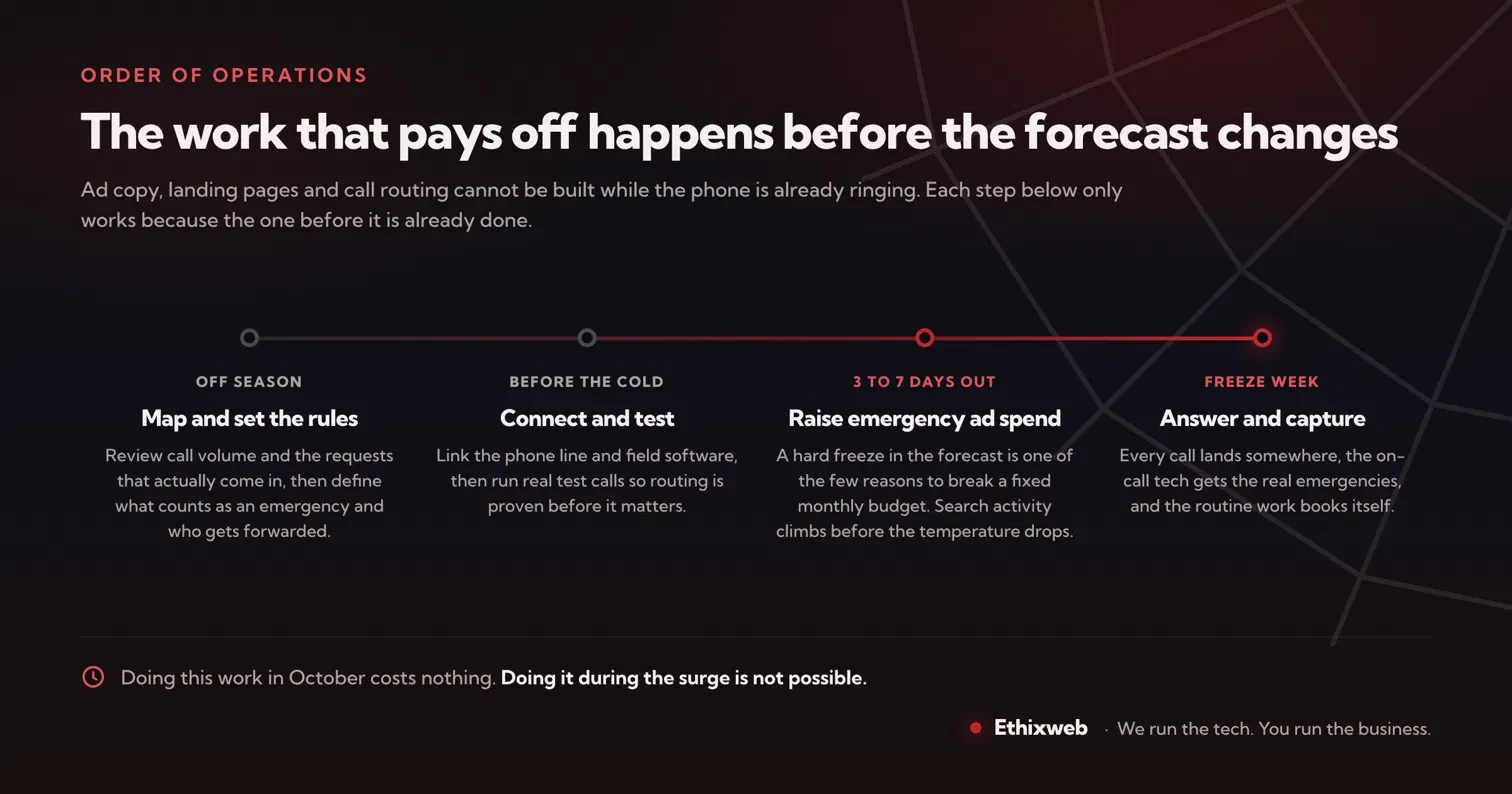 ORDER OF OPERATIONS
The work that pays off happens before the forecast changes
Ad copy, landing pages and call routing cannot be built while the phone is already ringing. Each step below only
works because the one before it is already done.
OFF SEASON
Map and set the rules
Review call volume and the requests
that actually come in, then define
what counts as an emergency and
who gets forwarded.
BEFORE THE COLD
Connect and test
Link the phone line and field software,
then run real test calls so routing is
proven before it matters.
3 TO 7 DAYS OUT
Raise emergency ad spend
A hard freeze in the forecast is one of
the few reasons to break a fixed
monthly budget. Search activity
climbs before the temperature drops.
FREEZE WEEK
Answer and capture
Every call lands somewhere, the on-
call tech gets the real emergencies,
and the routine work books itself.
Doing this work in October costs nothing. Doing it during the surge is not possible.
Ethixweb · We run the tech. You run the business.